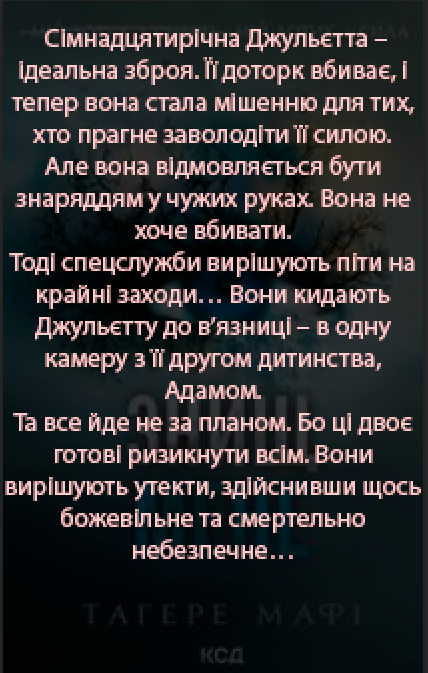 Сімнадцятирічна Джульєтта –
ідеальна зброя. Її доторк вбиває, і
тепер вона стала мішенню для тих,
хто прагне заволодіти її силою.
Але вона відмовляється бути
знаряддям у чужих руках. Вона не
хоче вбивати.
Тоді спецслужби вирішують піти на
крайні заходи... Вони кидають
Джульєтту до в’язниці – в одну
камеру з її другом дитинства,
Адамом.
Та все йде не за планом. Бо ці двоє
готові ризикнути всім. Вони
вирішують утекти, здійснивши щось
божевільне та смертельно
небезпечне...
ТАГЕРЕ МАФІ
КСД